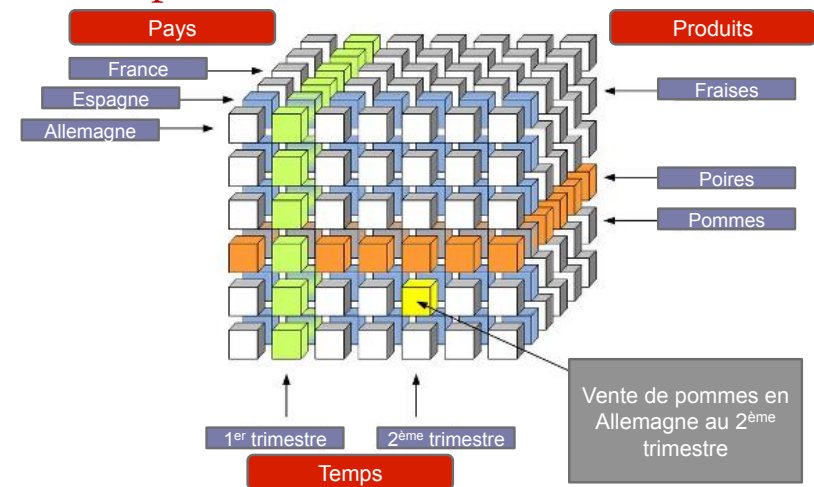 Pays
Produits
France
Espagne
Allemagne
Fraises
Poires
Pommes
Vente de pommes en
Allemagne au 2ème
trimestre
1er trimestre
2ème trimestre
Temps